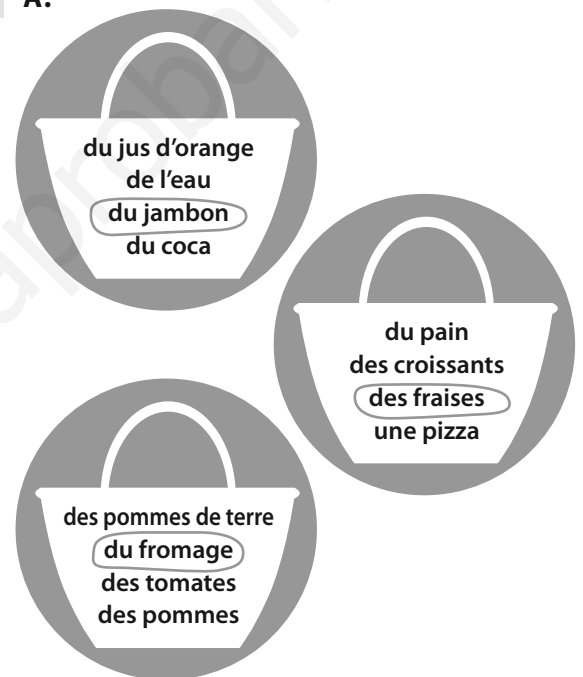 A.
du jus d'orange
de l'eau
du jambon
du coca
du pain
des croissants
des fraises
une pizza
des pommes de terre
du fromage
des tomates
des pommes